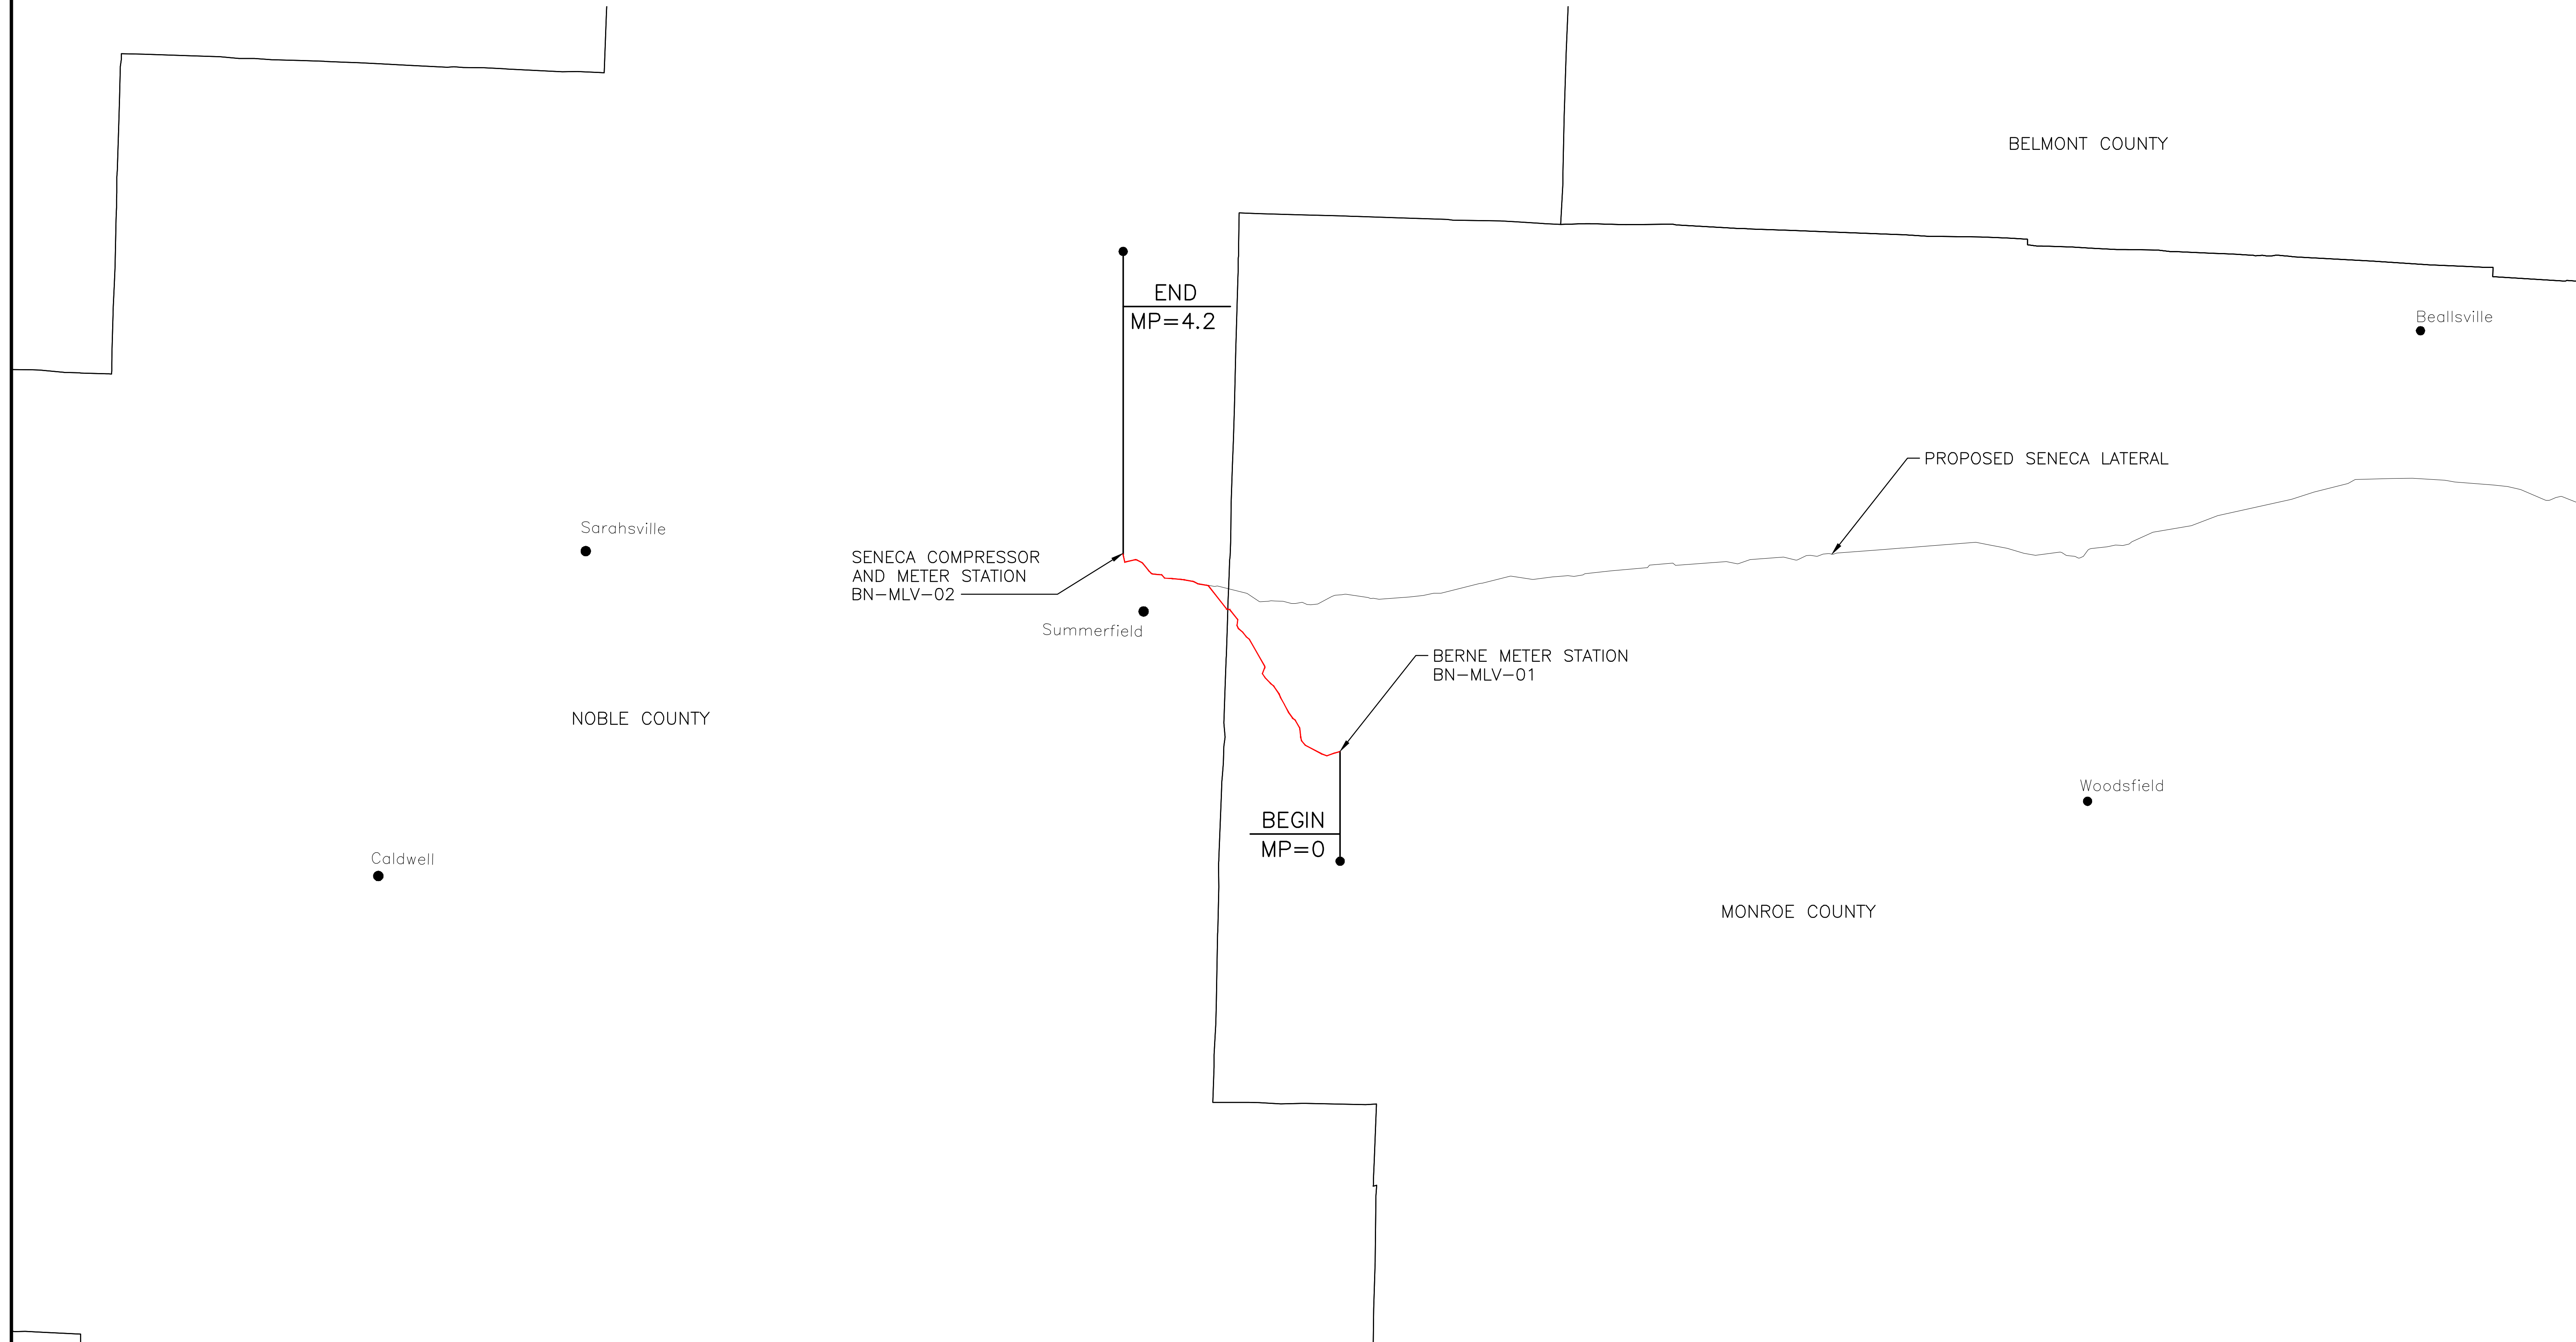 BELMONT COUNTY
END
MP=4.2
Beallsville
PROPOSED SENECA LATERAL
Sarahsville
SENECA COMPRESSOR
AND METER STATION
BN-MLV-02
Summerfield
BERNE METER STATION
BN-MLV-01
NOBLE COUNTY
Woodsfield
BEGIN
MP=0
Caldwell
MONROE COUNTY